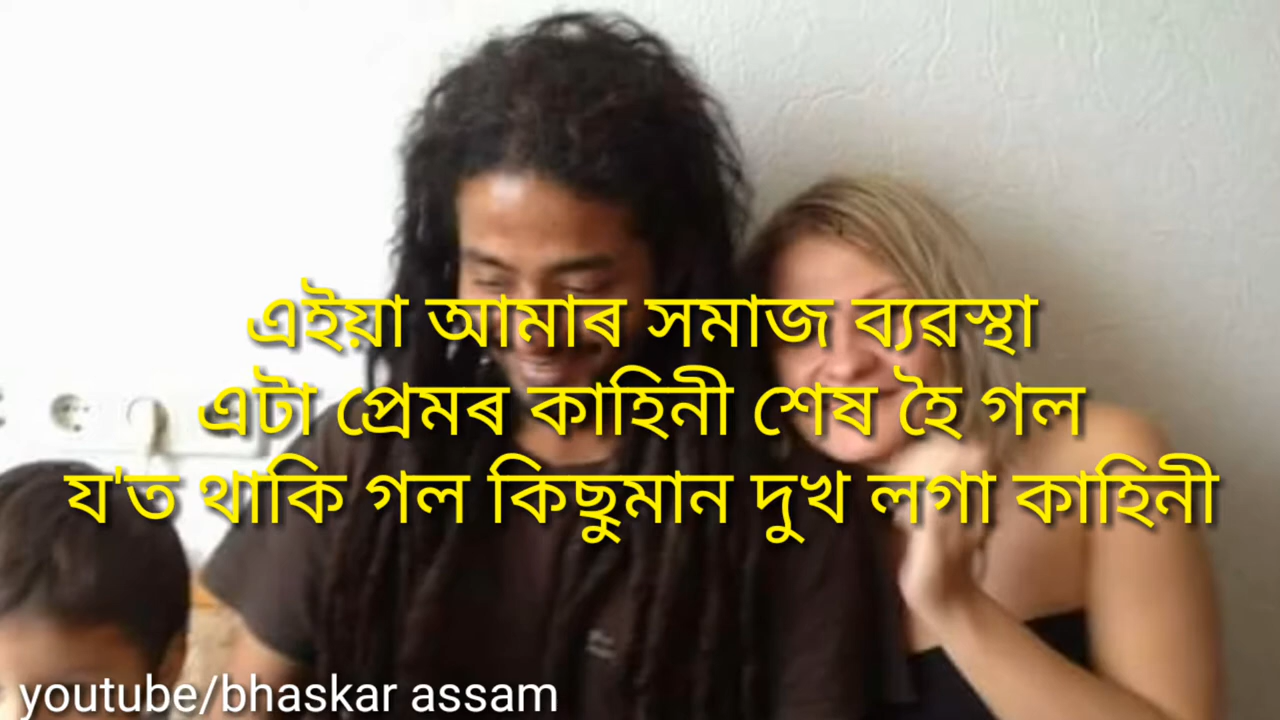 এইয়া আমাৰ সমাজ ব্যৱস্থা
এটা প্ৰেমৰ কাহিনী শেষ হৈ গল
য'ত থাকি গল কিছুমান দুখ লগা কাহিনী
youtube/bhaskar assam